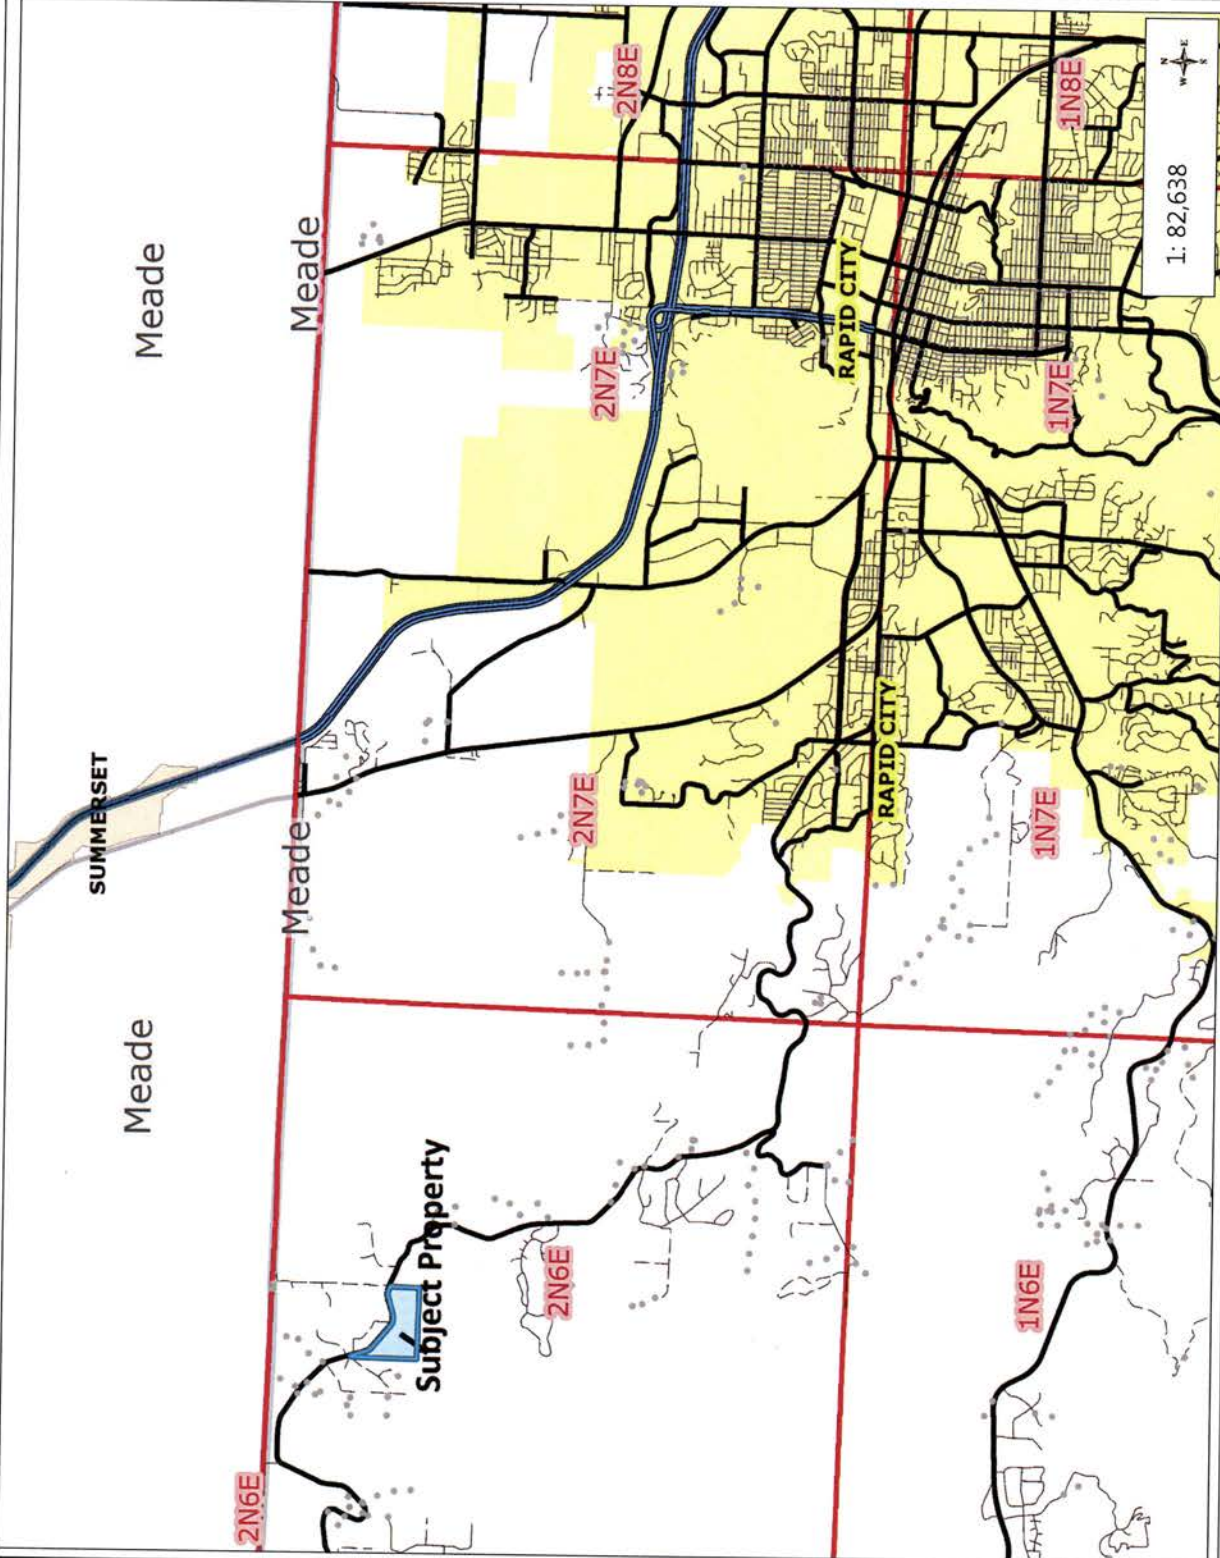 Meade
Meade
SUMMERSET
Meade
Meade
2N6E
2N7E
2N7E
2N8E
Subject Property
2N6E
RAPID CITY
RAPID CITY
1N6E
1N7E
1N7E
1N8E
N
W
E
S
1: 82,638